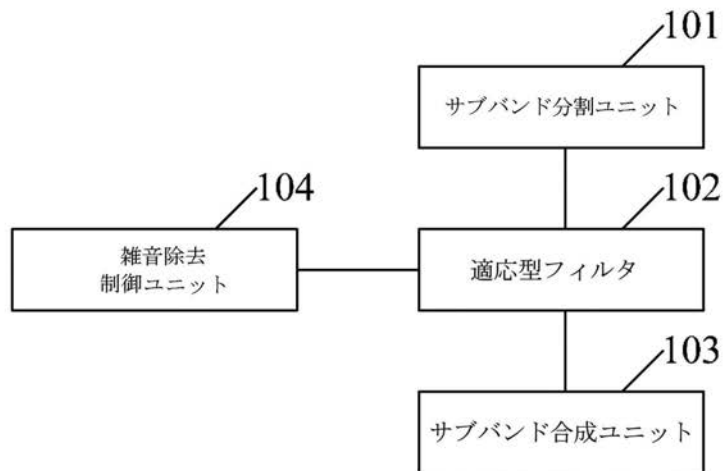 101
サブバンド分割ユニット
104
102
雑音除去
制御ユニット
適応型フィルタ
103
サブバンド合成ユニット